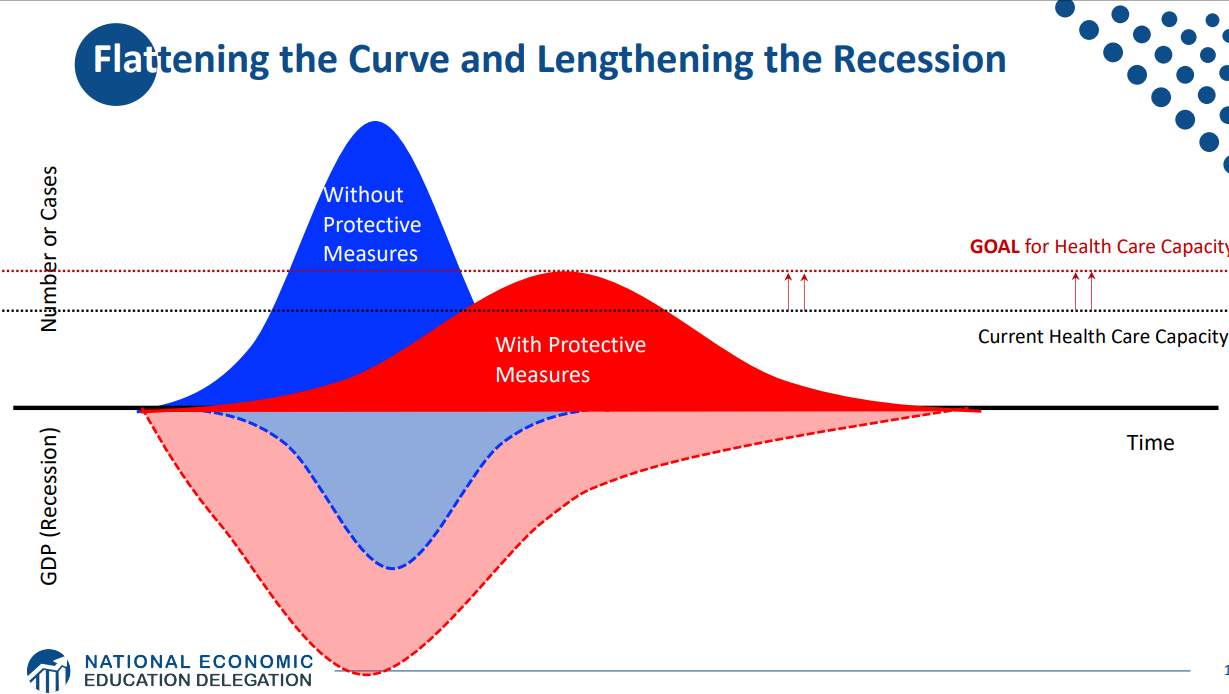 Flattening the Curve and Lengthening the Recession
Number or Cases
Without
Protective
Measures
GOAL for Health Care Capacity
With Protective
Measures
Current Health Care Capacity
Time
GDP (Recession)
NATIONAL ECONOMIC
EDUCATION DELEGATION
1